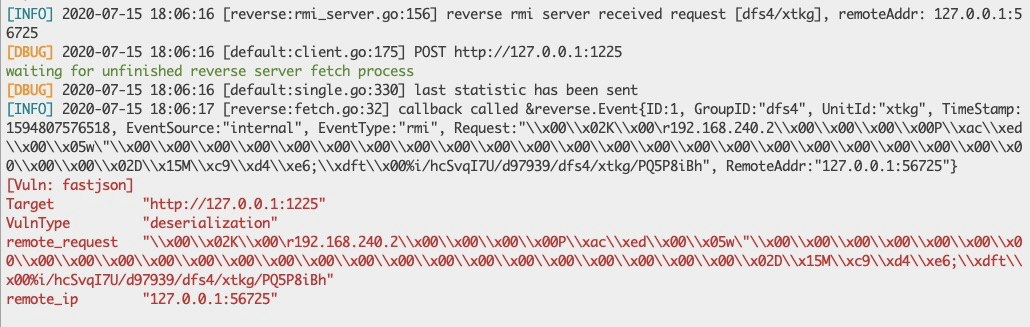 [INFO] 2020-07-15 18:06:16 [reverse:rmi_server.go:156] reverse rmi server received request [dfs4/xtkg], remoteAddr: 127.0.0.1:5
6725
[DBUG] 2020-07-15 18:06:16 [default:client.go:175] POST http://127.0.0.1:1225
waiting for unfinished reverse server fetch process
[DBUG] 2020-07-15 18:06:16 [default:single.go:330] last statistic has been sent
[INFO] 2020-07-15 18:06:17 [reverse:fetch.go:32] callback called &reverse.Event{ID:1, GroupID:"dfs4", UnitId:"xtkg", TimeStamp:
1594807576518, EventSource:"internal", EventType:"rmi", Request:"\\x00\\x02K\\x00\r192.168.240.2\\x00\\x00\\x00\\x00P\\xac\\xed
\\x00\\x05w\"\\x00\\x00\\x00\\x00\\x00\\x00\\x00\\x00\\x00\\x00\\x00\\x00\\x00\\x00\\x00\\x00\\x00\\x00\\x00\\x00\\x00\\x00\\x0
0\\x00\\x00\\x02D\\x15M\\xc9\\xd4\\xe6;\\xdft\\x00%i/hcSvqI7U/d97939/dfs4/xtkg/PQ5P8iBh", RemoteAddr:"127.0.0.1:56725"}
[Vuln: fastjson]
Target "http://127.0.0.1:1225"
VulnType "deserialization"
remote_request "\\x00\\x02K\\x00\r192.168.240.2\\x00\\x00\\x00\\x00P\\xac\\xed\\x00\\x05w\"\\x00\\x00\\x00\\x00\\x00\\x00\\x0
0\\x00\\x00\\x00\\x00\\x00\\x00\\x00\\x00\\x00\\x00\\x00\\x00\\x00\\x00\\x00\\x00\\x00\\x02D\\x15M\\xc9\\xd4\\xe6;\\xdft\\
x00%i/hcSvqI7U/d97939/dfs4/xtkg/PQ5P8iBh"
remote_ip "127.0.0.1:56725"